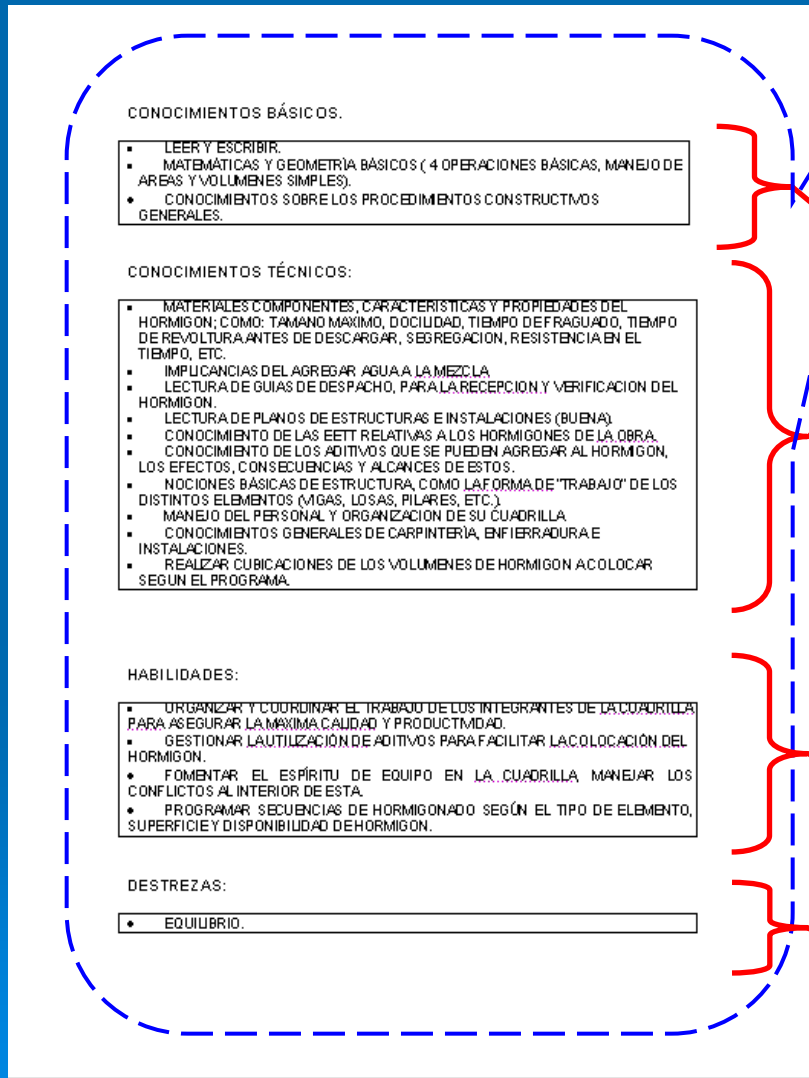 CONOCIMIENTOS BÁSICOS.
▪ LEER Y ESCRIBIR.
▪ MATEMÀTICAS Y GEOMETRÌA BÀSICOS ( 4 OPERACIONES BÀSICAS, MANEJO DE
AREAS Y VOLUMENES SIMPLES).
• CONOCIMIENTOS SOBRE LOS PROCEDIMIENTOS CONSTRUCTIVOS
GENERALES.
CONOCIMIENTOS TÉCNICOS:
▪ MATERIALES COMPONENTES, CARACTERISTICAS Y PROPIEDADES DEL
HORMIGON; COMO: TAMANO MAXIMO, DOCILIDAD, TIEMPO DE FRAGUADO, TIEMPO
DE REVOLTURA ANTES DE DESCARGAR, SEGREGACION, RESISTENCIA EN EL
TIEMPO, ETC.
▪ IMPLICANCIAS DEL AGREGAR AGUA A LA MEZCLA
▪ LECTURA DE GUIAS DE DESPACHO, PARA LA RECEPCION Y VERIFICACION DEL
HORMIGON.
▪ LECTURA DE PLANOS DE ESTRUCTURAS E INSTALACIONES (BUENA).
▪ CONOCIMIENTO DE LAS EETT RELATIVAS A LOS HORMIGONES DE LA OBRA.
▪ CONOCIMIENTO DE LOS ADITIVOS QUE SE PUEDEN AGREGAR AL HORMIGON,
LOS EFECTOS, CONSECUENCIAS Y ALCANCES DE ESTOS.
▪ NOCIONES BÀSICAS DE ESTRUCTURA, COMO LA FORMA DE "TRABAJO" DE LOS
DISTINTOS ELEMENTOS (VIGAS, LOSAS, PILARES, ETC.).
▪ MANEJO DEL PERSONAL Y ORGANIZACION DE SU CUADRILLA
▪ CONOCIMIENTOS GENERALES DE CARPINTERÌA, ENFIERRADURA E
INSTALACIONES.
▪ REALIZAR CUBICACIONES DE LOS VOLUMENES DE HORMIGON A COLOCAR
SEGUN EL PROGRAMA.
HABILIDADES:
▪ ORGANIZAR Y COORDINAR EL TRABAJO DE LOS INTEGRANTES DE LA CUADRILLA
PARA ASEGURAR LA MAXIMA CALIDAD Y PRODUCTIVIDAD.
▪ GESTIONAR LA UTILIZACIÓN DE ADITIVOS PARA FACILITAR LA COLOCACIÓN DEL
HORMIGON.
• FOMENTAR EL ESPÍRITU DE EQUIPO EN LA CUADRILLA, MANEJAR LOS
CONFLICTOS AL INTERIOR DE ESTA.
• PROGRAMAR SECUENCIAS DE HORMIGONADO SEGÚN EL TIPO DE ELEMENTO,
SUPERFICIE Y DISPONIBILIDAD DE HORMIGON.
DESTREZAS:
• EQUILIBRIO.